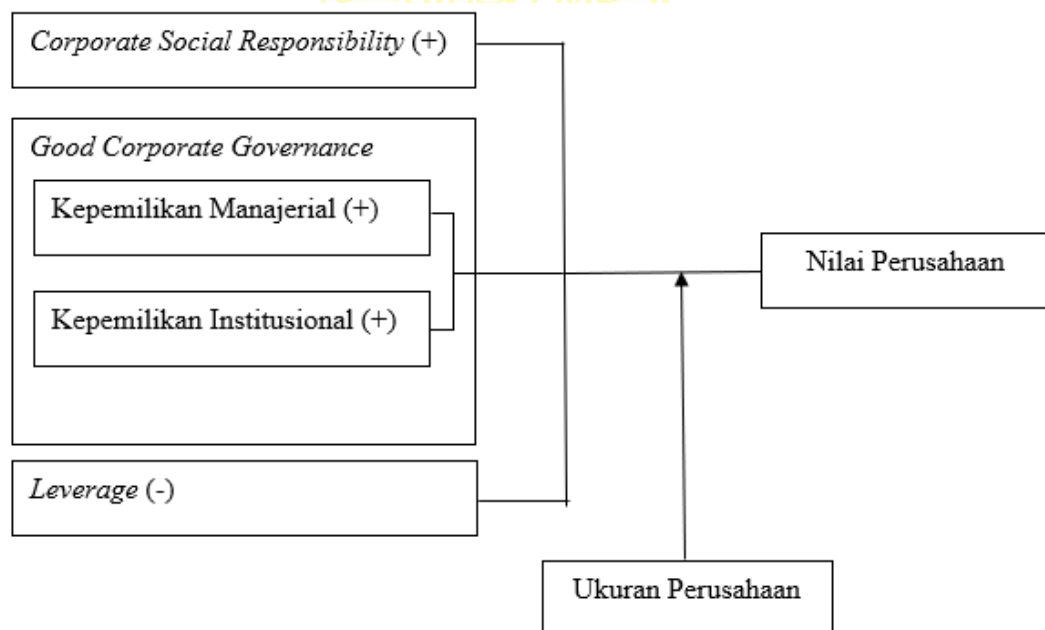 Corporate Social Responsibility (+)
Good Corporate Governance
Kepemilikan Manajerial (+)
Kepemilikan Institusional (+)
Nilai Perusahaan
Leverage (-)
Ukuran Perusahaan